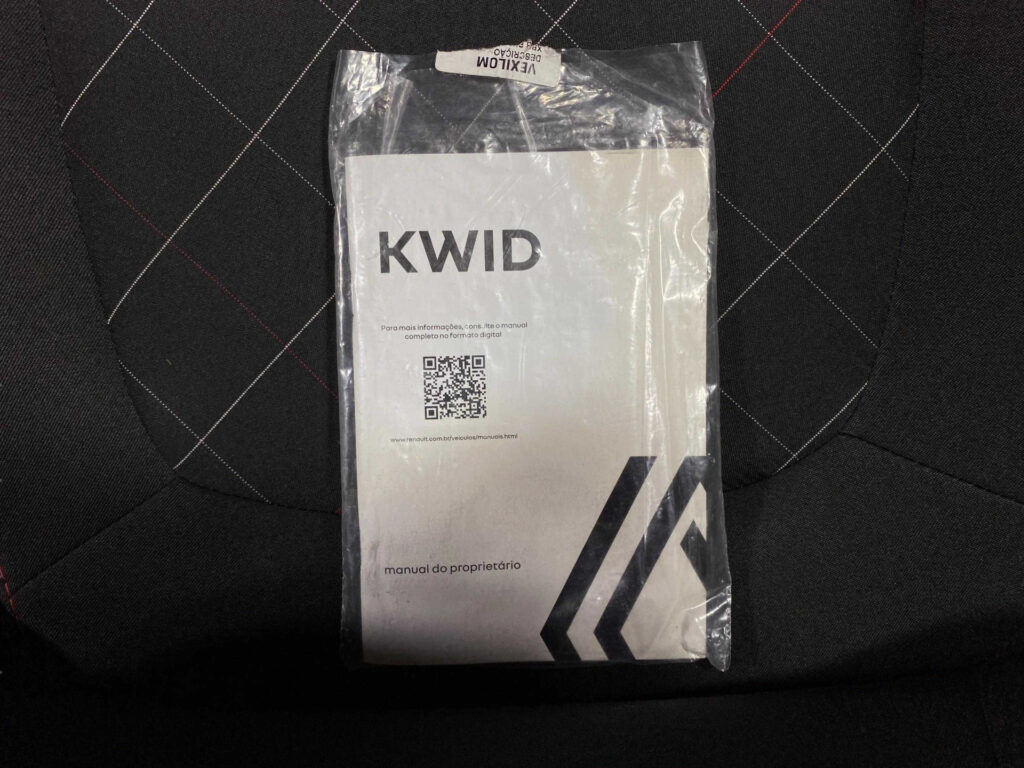 VEXILOM
DESCRIÇÃO
KWID
Para mais informações, consulte o manual
completo no formato digital
www.renault.com.br/veiculos/manuais.html
manual do proprietário